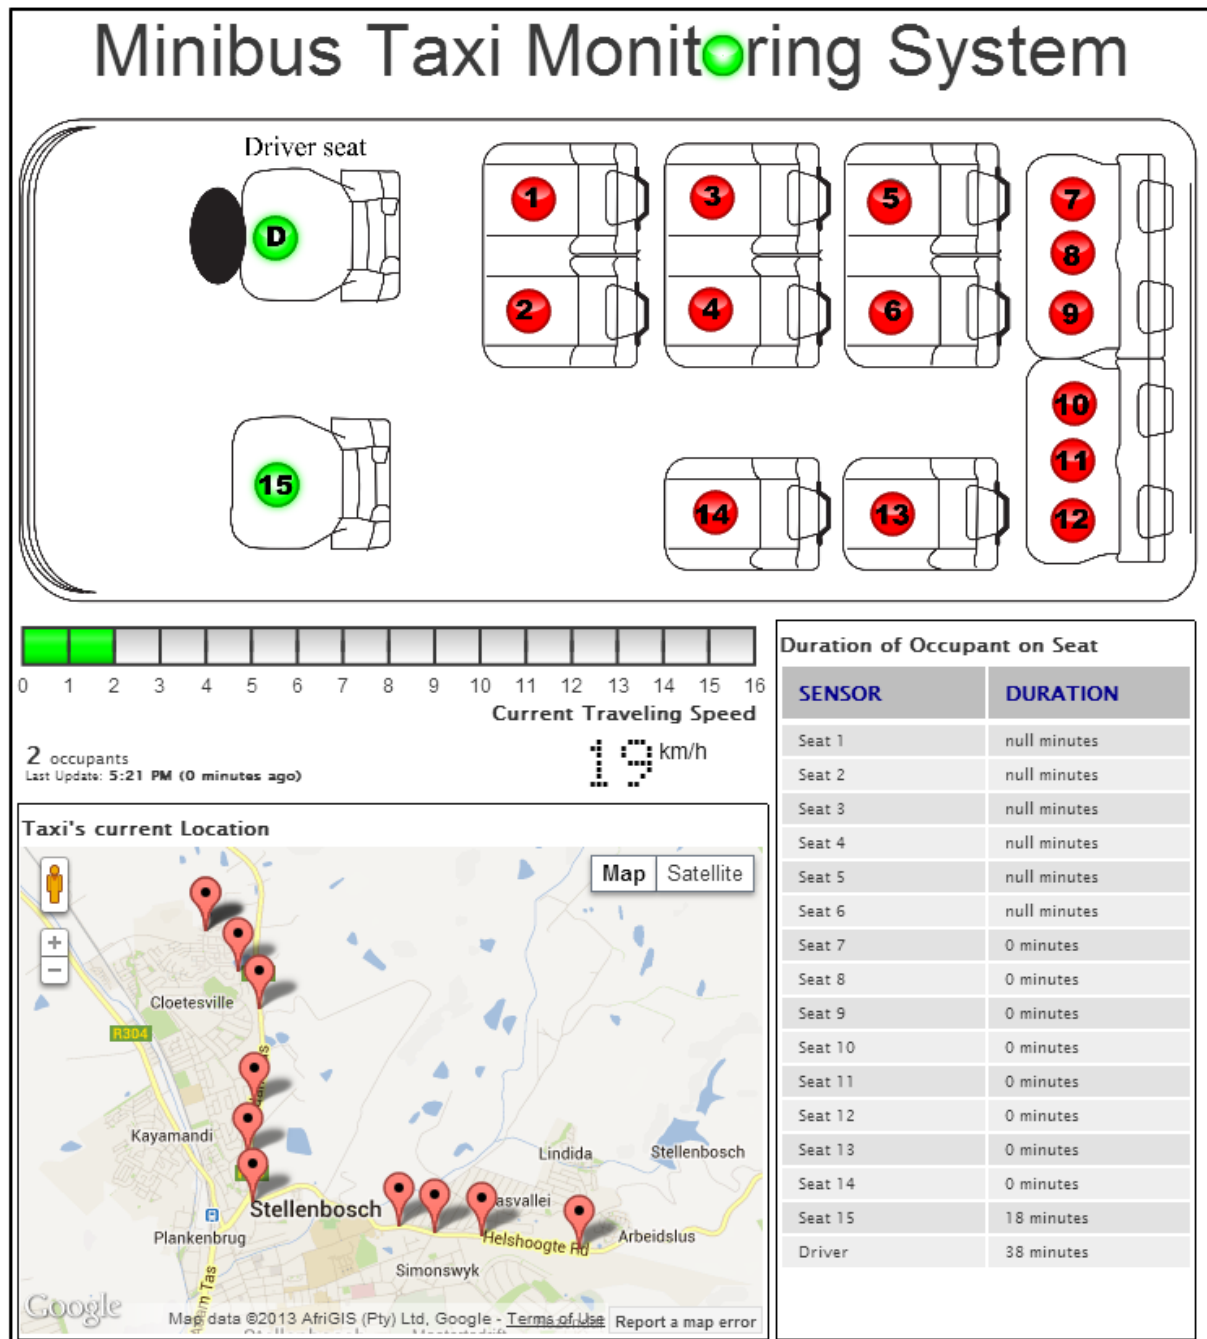 Minibus Taxi Monitoring System
Driver seat
D
1
3
5
7
8
2
4
6
9
10
11
15
14
13
12
0 1 2 3 4 5 6 7 8 9 10 11 12 13 14 15 16
Current Traveling Speed
19 km/h
2 occupants
Last Update: 5:21 PM (0 minutes ago)
Duration of Occupant on Seat
SENSOR DURATION
Seat 1 null minutes
Seat 2 null minutes
Seat 3 null minutes
Seat 4 null minutes
Seat 5 null minutes
Seat 6 null minutes
Seat 7 0 minutes
Seat 8 0 minutes
Seat 9 0 minutes
Seat 10 0 minutes
Seat 11 0 minutes
Seat 12 0 minutes
Seat 13 0 minutes
Seat 14 0 minutes
Seat 15 18 minutes
Driver 38 minutes
Taxi's current Location
Map Satellite
+
−
Cloetesville
R304
Kayamandi
Lindida
Stellenbosch
asvallei
Stellenbosch
Plankenbrug
Helshoogte Rd
Arbeidslus
Simonswyk
Google
Map data ©2013 AfriGIS (Pty) Ltd, Google - Terms of Use
Report a map error